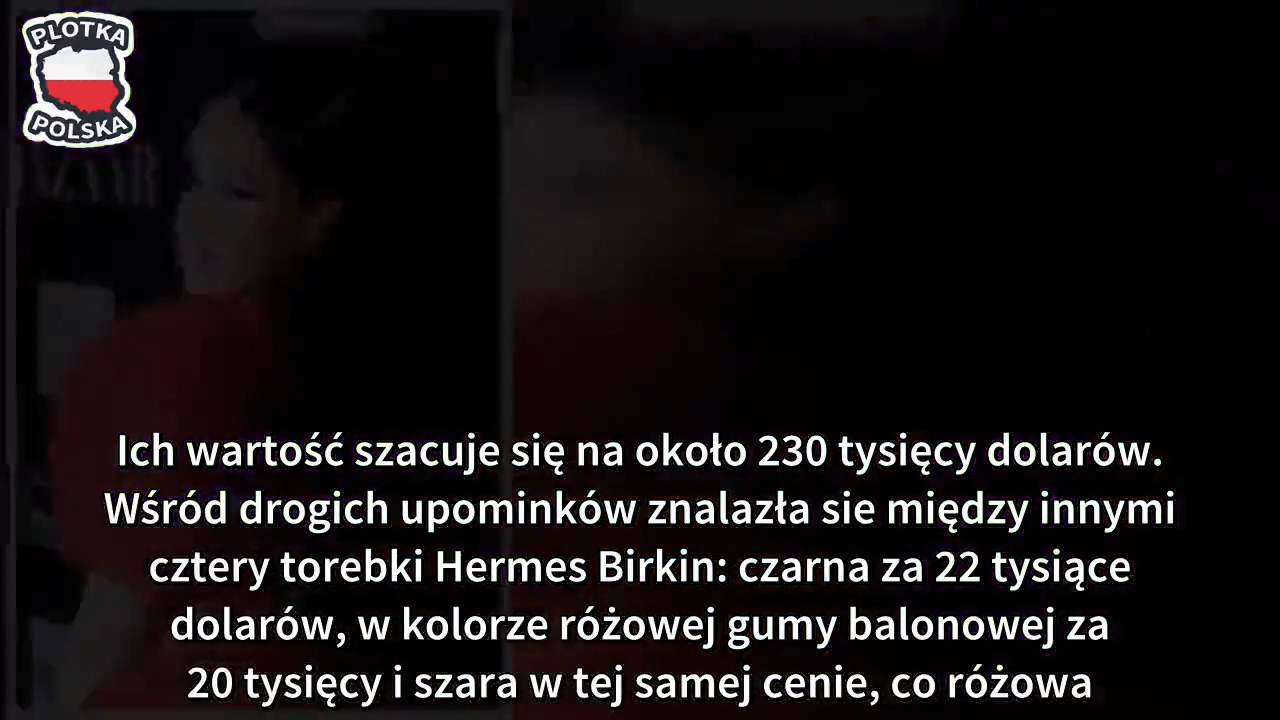 PLOTKA
POLSKA
Ich wartość szacuje się na około 230 tysięcy dolarów.
Wśród drogich upominków znalazła sie między innymi
cztery torebki Hermes Birkin: czarna za 22 tysiące
dolarów, w kolorze różowej gumy balonowej za
20 tysięcy i szara w tej samej cenie, co różowa